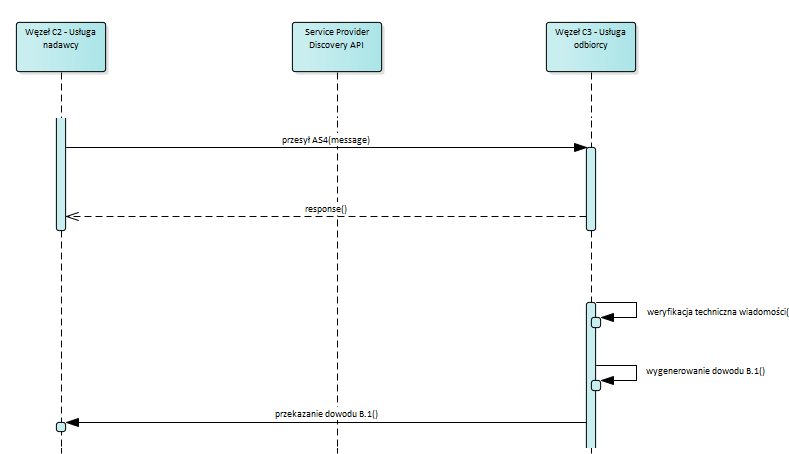 Węzeł C2 - Usługa
nadawcy
Service Provider
Discovery API
Węzeł C3 - Usługa
odbiorcy
przesył AS4(message)
response()
weryfikacja techniczna wiadomości(
wygenerowanie dowodu B.1()
przekazanie dowodu B.1()